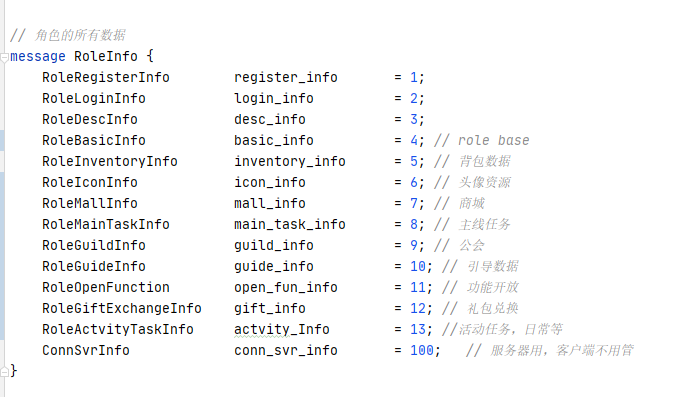 // 角色的所有数据
message RoleInfo {
    RoleRegisterInfo        register_info       = 1;
    RoleLoginInfo           login_info          = 2;
    RoleDescInfo            desc_info           = 3;
    RoleBasicInfo           basic_info          = 4; // role base
    RoleInventoryInfo       inventory_info      = 5; // 背包数据
    RoleIconInfo            icon_info           = 6; // 头像资源
    RoleMallInfo            mall_info           = 7; // 商城
    RoleMainTaskInfo        main_task_info      = 8; // 主线任务
    RoleGuildInfo           guild_info          = 9; // 公会
    RoleGuideInfo           guide_info          = 10; // 引导数据
    RoleOpenFunction        open_fun_info       = 11; // 功能开放
    RoleGiftExchangeInfo    gift_info           = 12; // 礼包兑换
    RoleActvityTaskInfo     actvity_Info        = 13; //活动任务，日常等
    ConnSvrInfo             conn_svr_info       = 100;   // 服务器用，客户端不用管
}